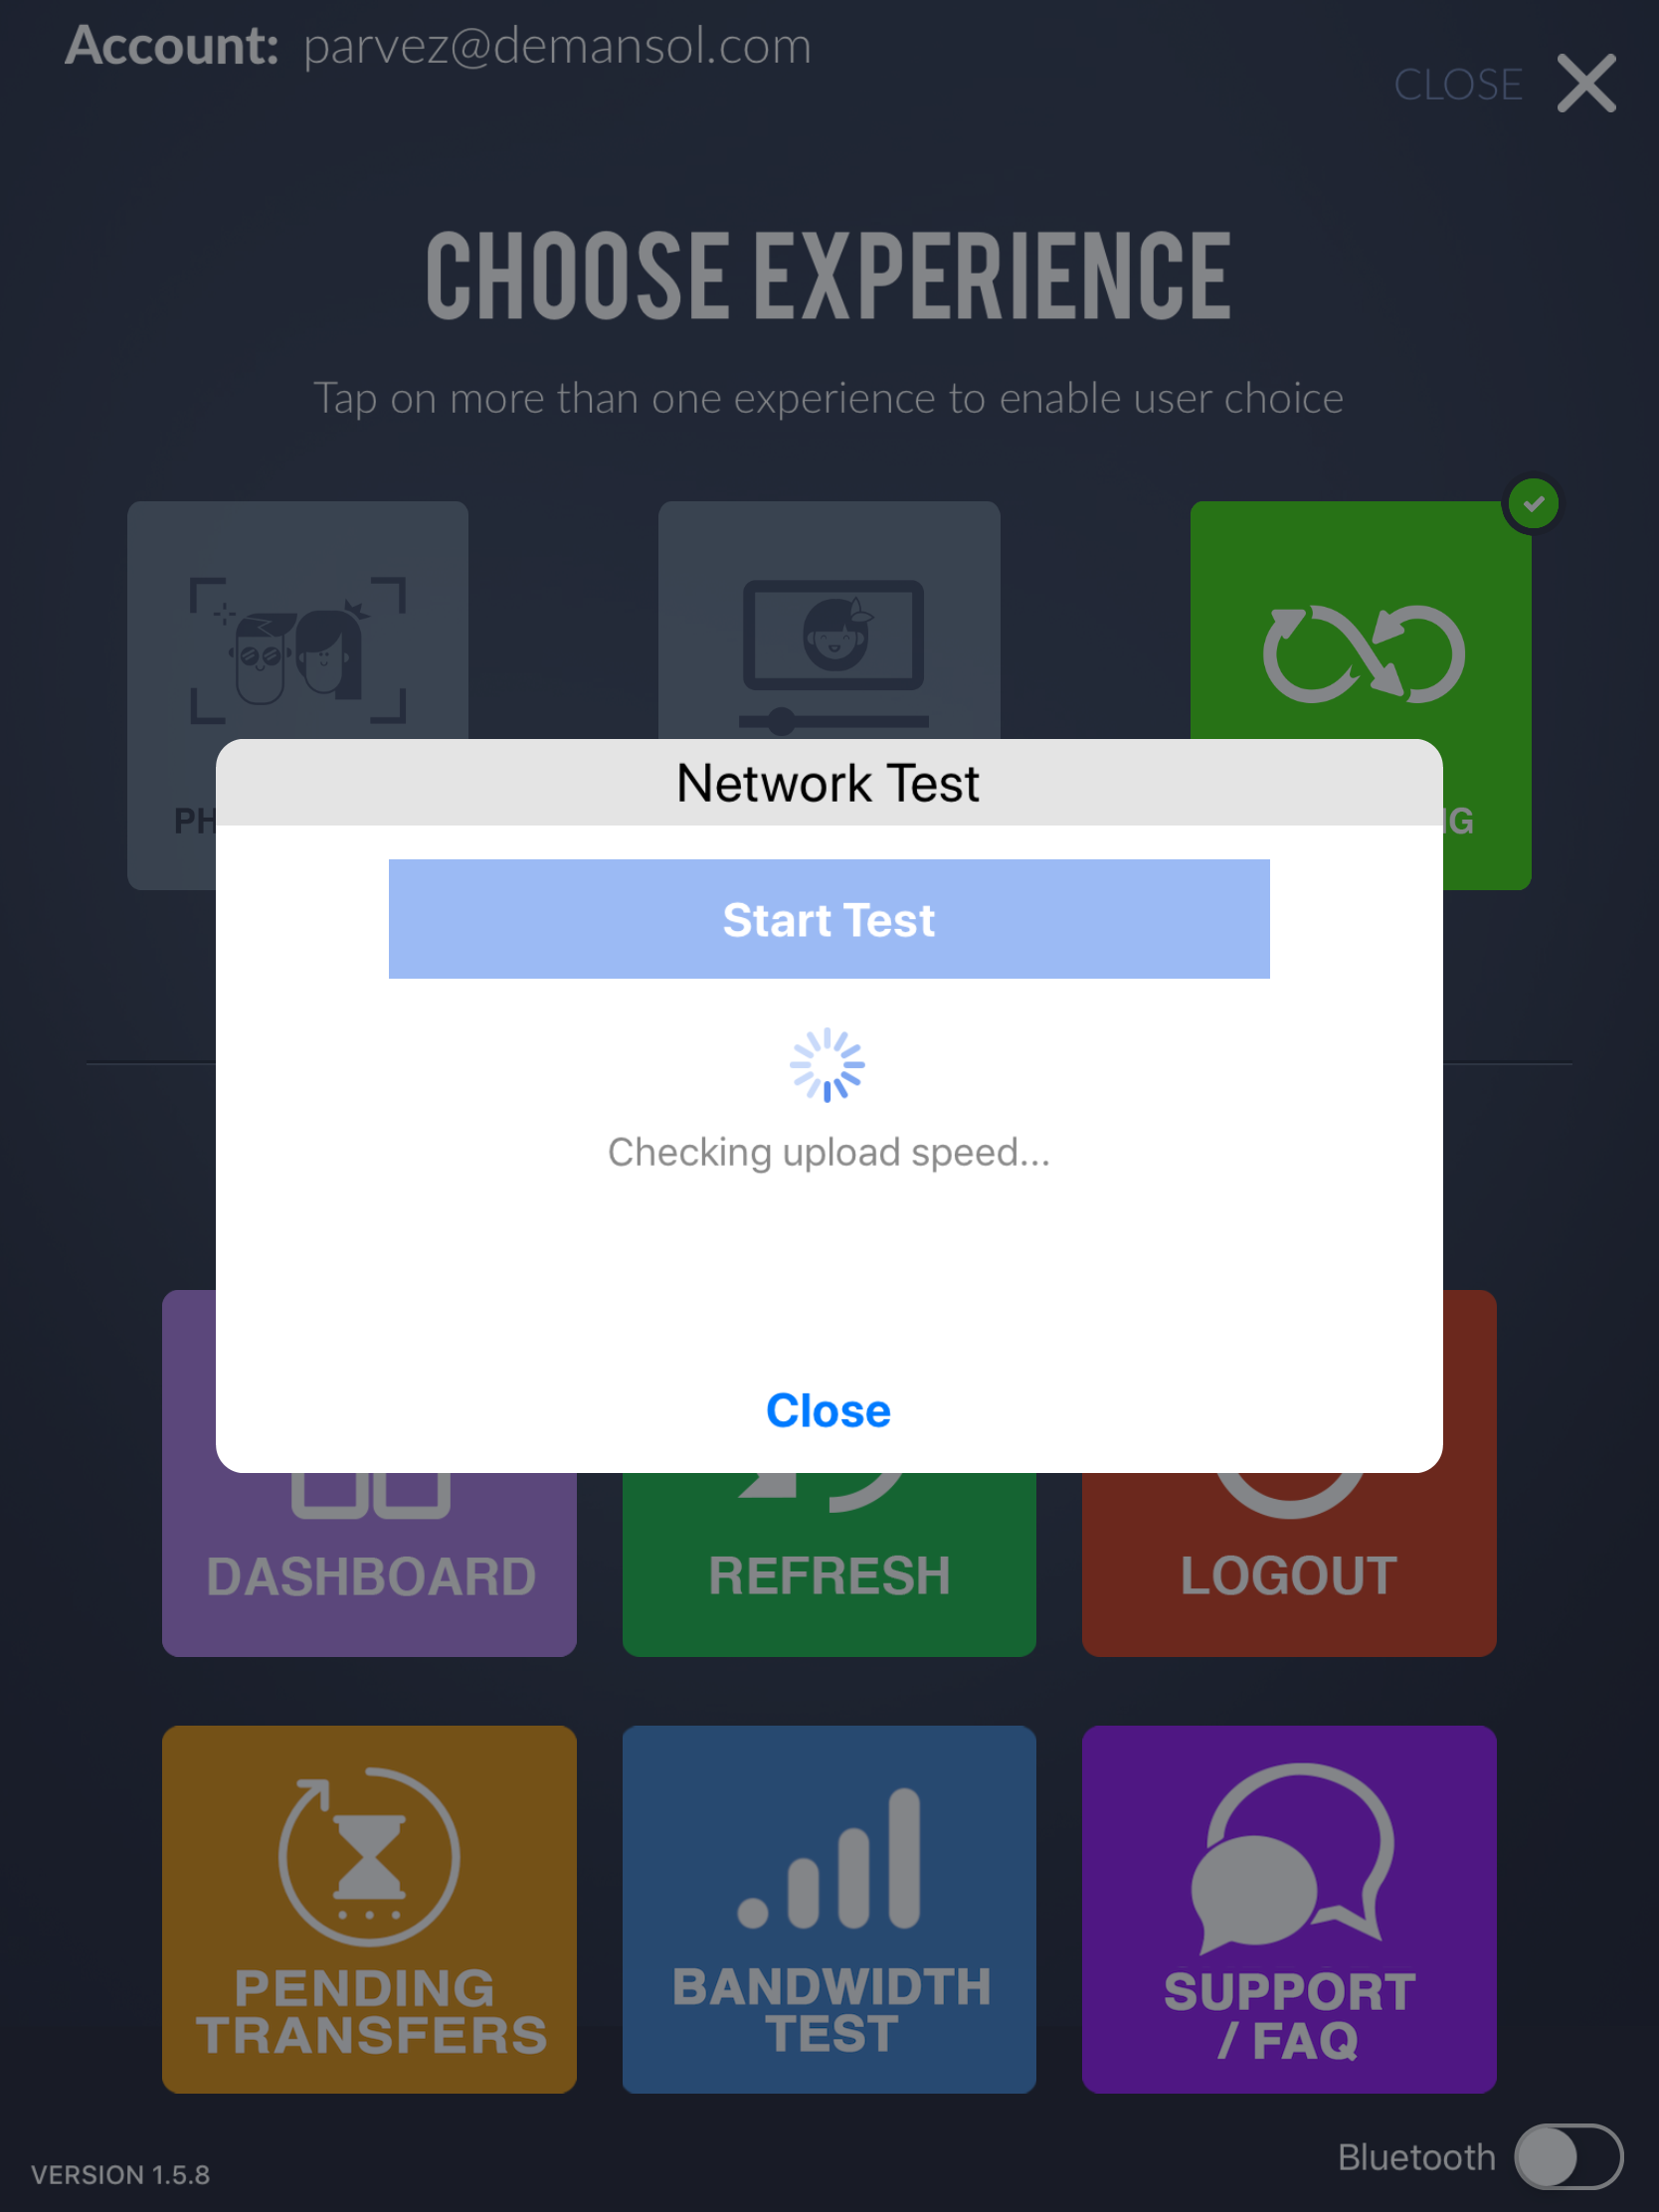 Account: parvez@demansol.com
CLOSE
CHOOSE EXPERIENCE
Tap on more than one experience to enable user choice
Network Test
Start Test
Checking upload speed...
Close
DASHBOARD
REFRESH
LOGOUT
PENDING
TRANSFERS
BANDWIDTH
TEST
SUPPORT
/ FAQ
VERSION 1.5.8
Bluetooth